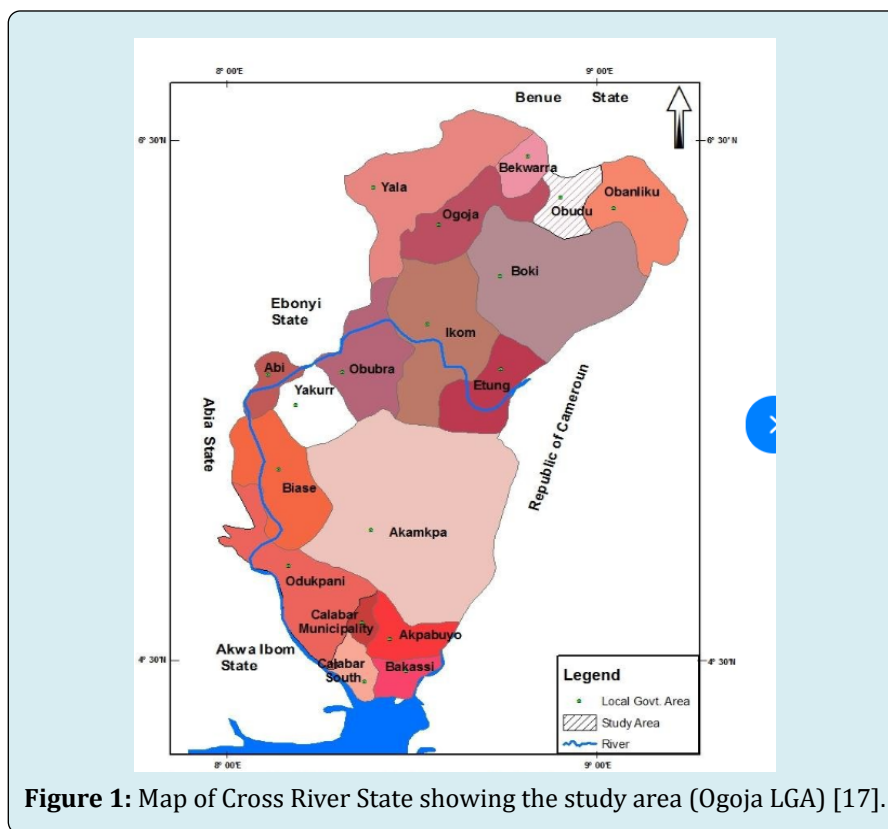 8° 00'E 9° 00'E
Benue State
6° 30'N 6° 30'N
Bekwarra
Yala
Obanliku
Obudu
Ogoja
Boki
Ebonyi
State
Ikom
Abi
Obubra
Etung
Yakurr
Abia State
Republic of Cameroun
Biase
Akamkpa
Odukpani
Calabar
Municipality
Akpabuyo
Akwa Ibom
State
Calabar
South
Bakassi
4° 30'N 4° 30'N
Legend
Local Govt. Area
Study Area
River
8° 00'E 9° 00'E
Figure 1: Map of Cross River State showing the study area (Ogoja LGA) [17].